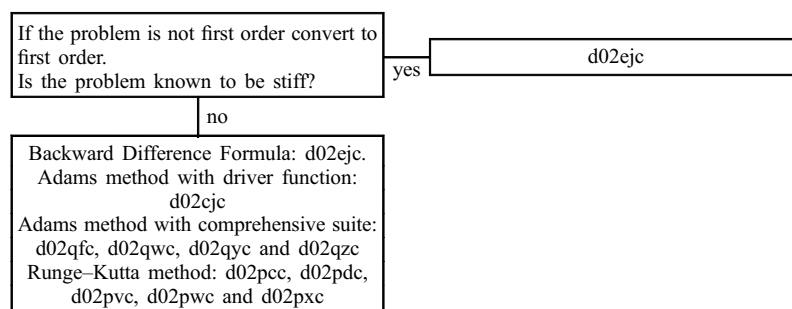 If the problem is not first order convert to
first order.
Is the problem known to be stiff?
yes
d02ejc
no
Backward Difference Formula: d02ejc.
Adams method with driver function:
d02cjc
Adams method with comprehensive suite:
d02qfc, d02qwc, d02qyc and d02qzc
Runge–Kutta method: d02pcc, d02pdc,
d02pvc, d02pwc and d02pxc